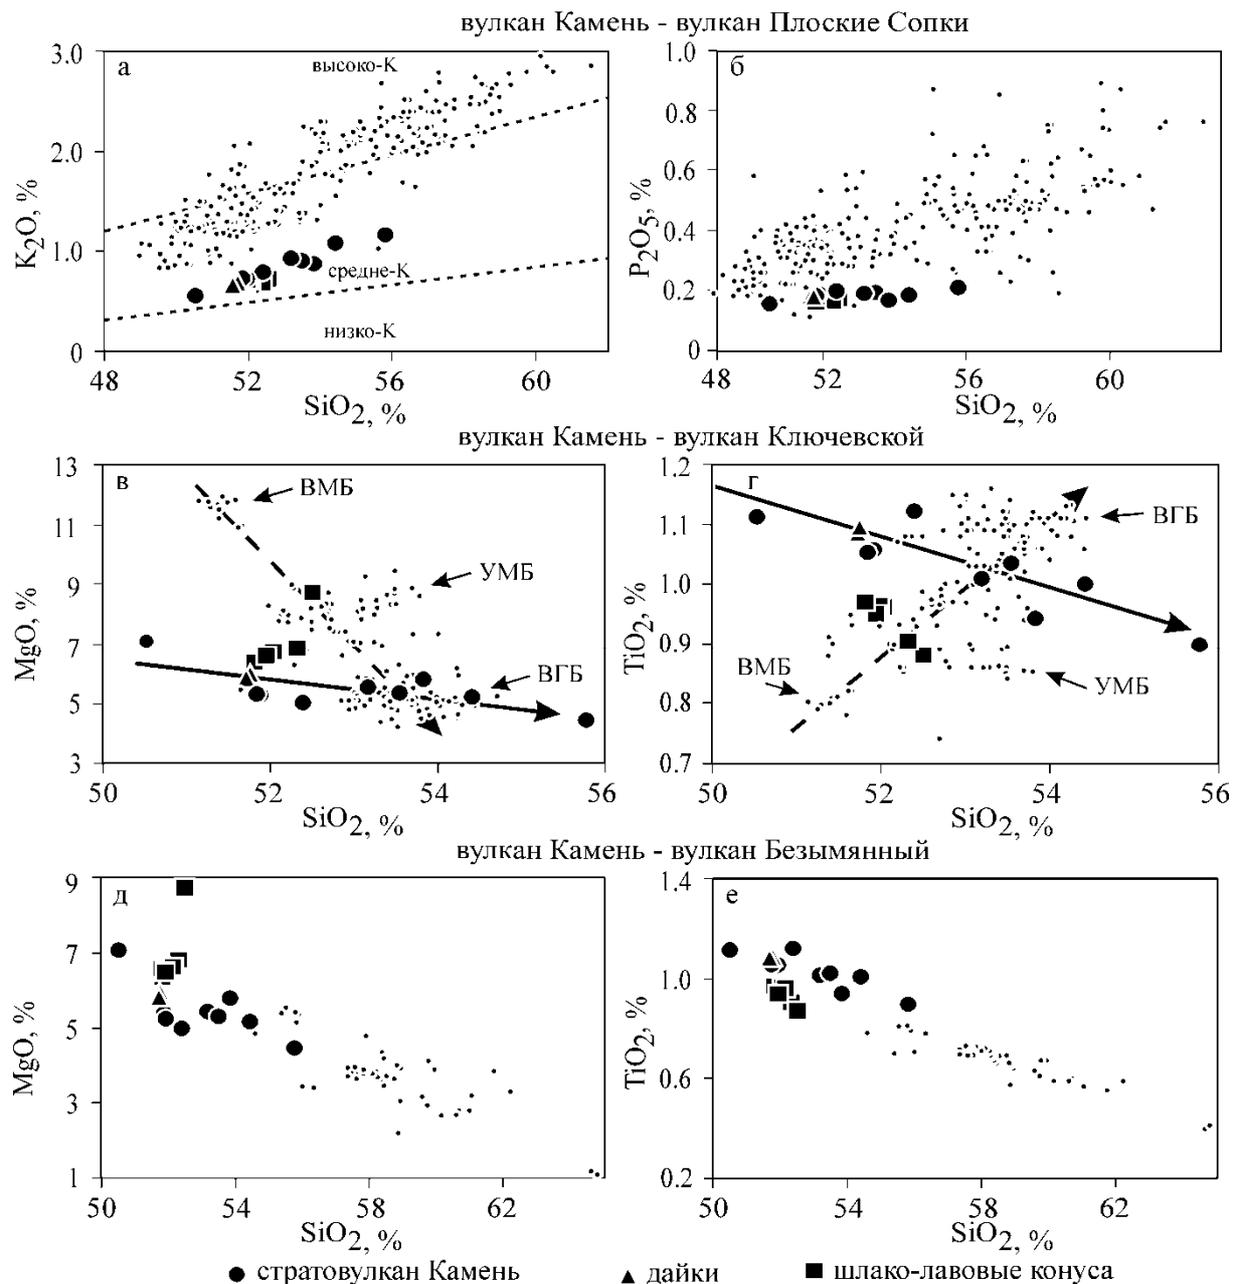 вулкан Камень - вулкан Плоские Сопки
а
высоко-К
средне-К
низко-К
3.0
2.0
1.0
0
K2O, %
48
52
56
60
SiO2, %
б
1.0
0.8
0.6
0.4
0.2
0
P2O5, %
48
52
56
60
SiO2, %
вулкан Камень - вулкан Ключевской
в
ВМБ
УМБ
ВГБ
13
11
9
7
5
3
MgO, %
50
52
54
56
SiO2, %
г
ВГБ
ВМБ
УМБ
1.2
1.1
1.0
0.9
0.8
0.7
TiO2, %
50
52
54
56
SiO2, %
вулкан Камень - вулкан Безымянный
д
9
7
5
3
1
MgO, %
50
54
58
62
SiO2, %
е
1.4
1.0
0.6
0.2
TiO2, %
50
54
58
62
SiO2, %
стратовулкан Камень
дайки
шлако-лавовые конуса